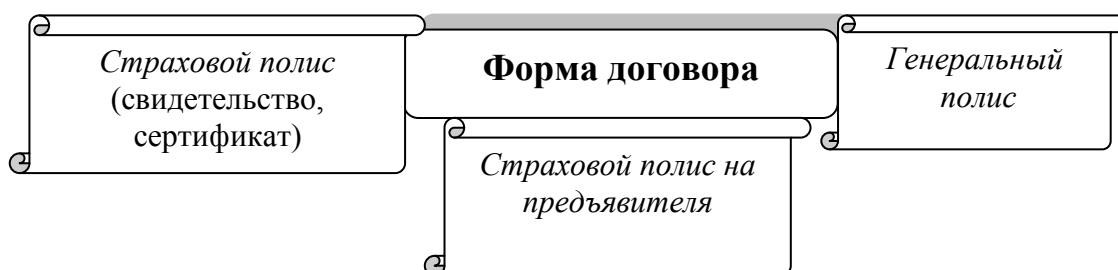 Страховой полис
(свидетельство,
сертификат)
Форма договора
Генеральный
полис
Страховой полис на
предъявителя